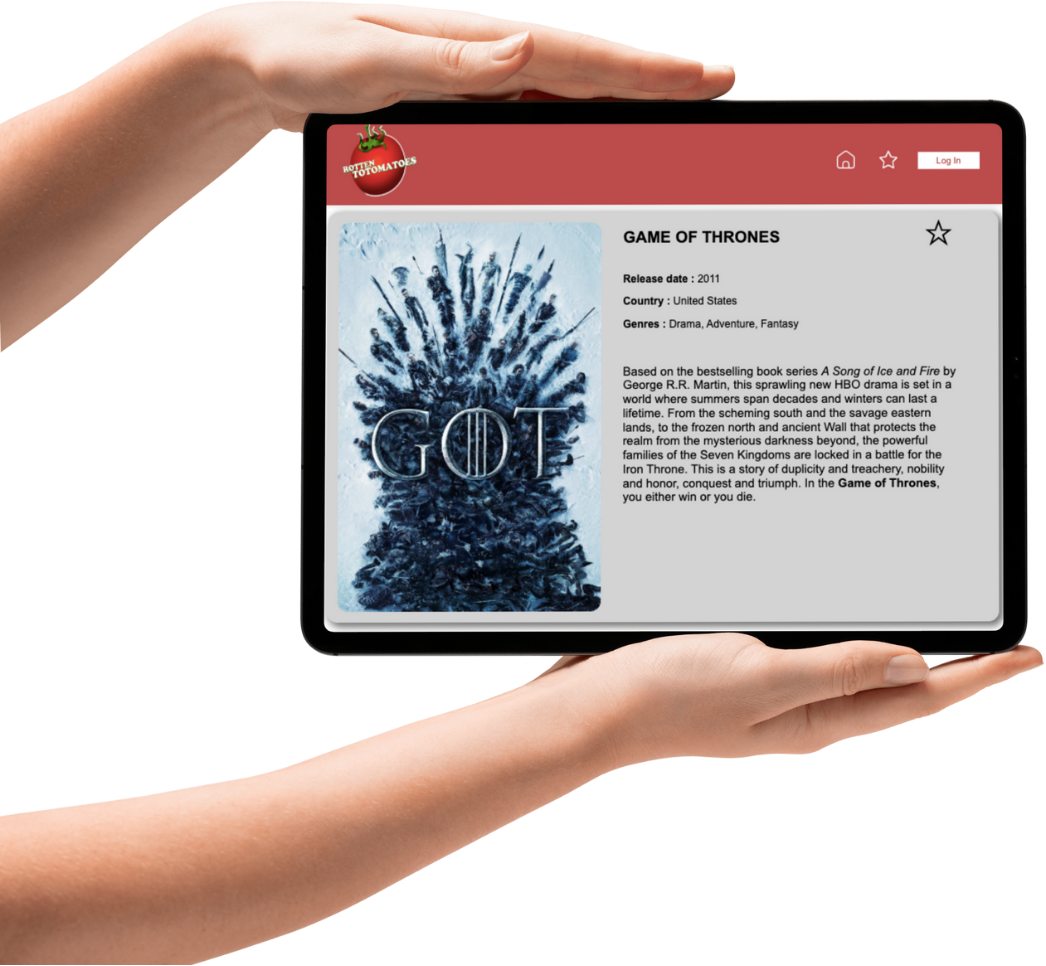 ROTTEN
TOTOMATOES
Log In
GOT
GAME OF THRONES
Release date : 2011
Country : United States
Genres : Drama, Adventure, Fantasy
Based on the bestselling book series A Song of Ice and Fire by
George R.R. Martin, this sprawling new HBO drama is set in a
world where summers span decades and winters can last a
lifetime. From the scheming south and the savage eastern
lands, to the frozen north and ancient Wall that protects the
realm from the mysterious darkness beyond, the powerful
families of the Seven Kingdoms are locked in a battle for the
Iron Throne. This is a story of duplicity and treachery, nobility
and honor, conquest and triumph. In the Game of Thrones,
you either win or you die.